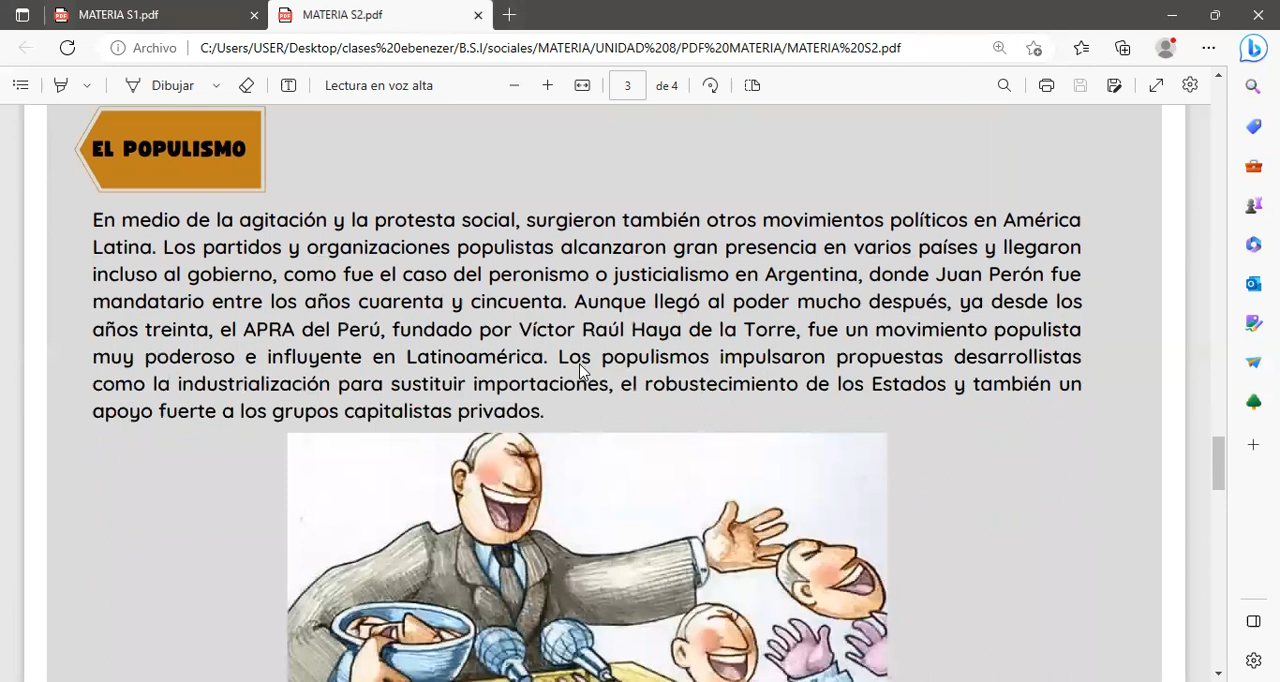 MATERIA S1.pdf
MATERIA S2.pdf
Archivo
C:/Users/USER/Desktop/clases%20ebenezer/B.S.I/sociales/MATERIA/UNIDAD%208/PDF%20MATERIA/MATERIA%20S2.pdf
Dibujar
Lectura en voz alta
3
de 4
EL POPULISMO
En medio de la agitación y la protesta social, surgieron también otros movimientos políticos en América
Latina. Los partidos y organizaciones populistas alcanzaron gran presencia en varios países y llegaron
incluso al gobierno, como fue el caso del peronismo o justicialismo en Argentina, donde Juan Perón fue
mandatario entre los años cuarenta y cincuenta. Aunque llegó al poder mucho después, ya desde los
años treinta, el APRA del Perú, fundado por Víctor Raúl Haya de la Torre, fue un movimiento populista
muy poderoso e influyente en Latinoamérica. Los populismos impulsaron propuestas desarrollistas
como la industrialización para sustituir importaciones, el robustecimiento de los Estados y también un
apoyo fuerte a los grupos capitalistas privados.